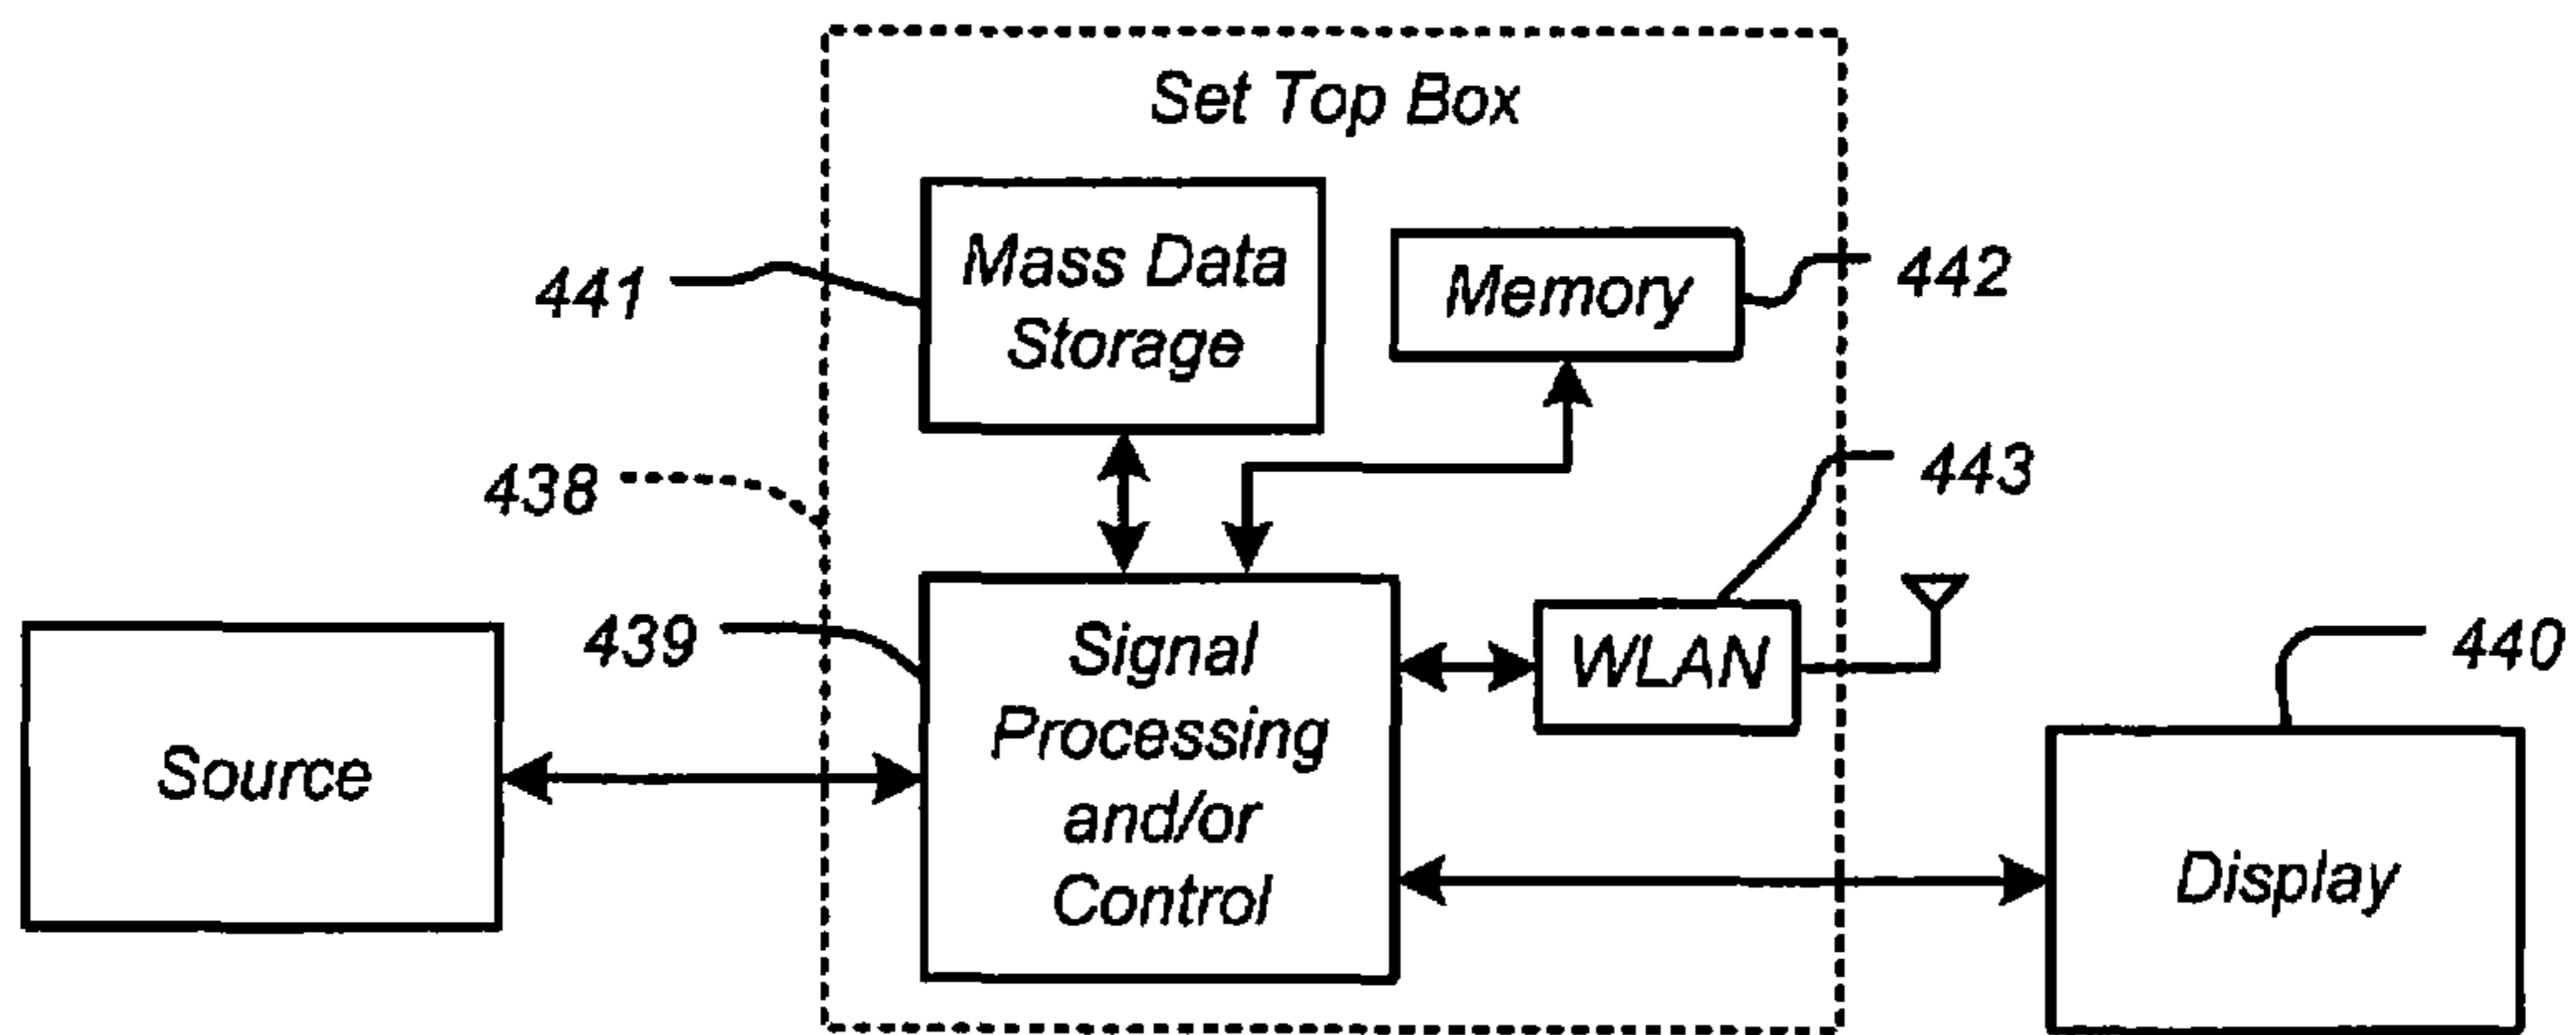 Set Top Box
Mass Data
Storage
441
Memory
442
438
443
439
Signal
Processing
and/or
Control
WLAN
440
Source
Display